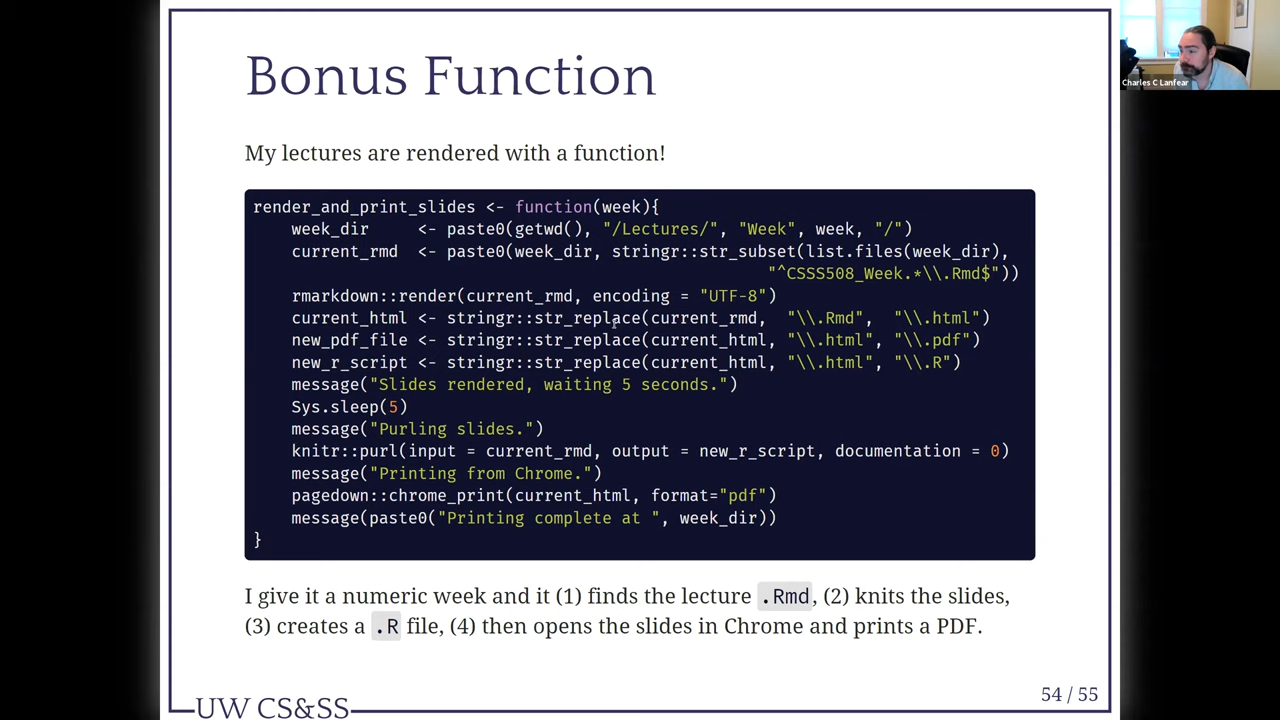 Bonus Function
Charles C Lanfear
My lectures are rendered with a function!
render_and_print_slides <- function(week){
    week_dir     <- paste0(getwd(), "/Lectures/", "Week", week, "/")
    current_rmd  <- paste0(week_dir, stringr::str_subset(list.files(week_dir),
                                                     "^CSSS508_Week.*\\.Rmd$"))
    rmarkdown::render(current_rmd, encoding = "UTF-8")
    current_html <- stringr::str_replace(current_rmd,  "\\.Rmd",  "\\.html")
    new_pdf_file <- stringr::str_replace(current_html, "\\.html", "\\.pdf")
    new_r_script <- stringr::str_replace(current_html, "\\.html", "\\.R")
    message("Slides rendered, waiting 5 seconds.")
    Sys.sleep(5)
    message("Purling slides.")
    knitr::purl(input = current_rmd, output = new_r_script, documentation = 0)
    message("Printing from Chrome.")
    pagedown::chrome_print(current_html, format="pdf")
    message(paste0("Printing complete at ", week_dir))
}
I give it a numeric week and it (1) finds the lecture .Rmd, (2) knits the slides,
(3) creates a .R file, (4) then opens the slides in Chrome and prints a PDF.
54 / 55
UW CS&SS